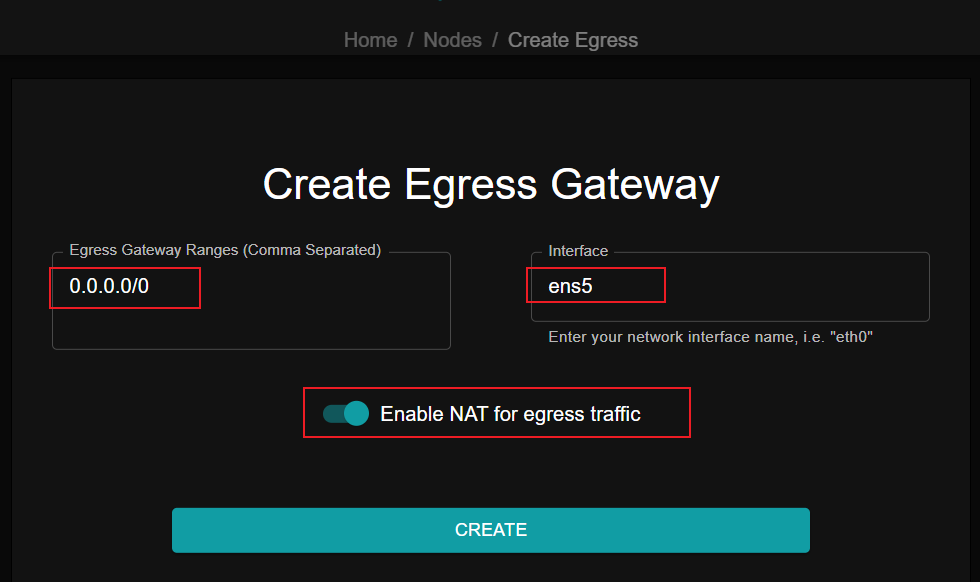 Home / Nodes / Create Egress
Create Egress Gateway
Egress Gateway Ranges (Comma Separated)
0.0.0.0/0
Interface
ens5
Enter your network interface name, i.e. "eth0"
Enable NAT for egress traffic
CREATE